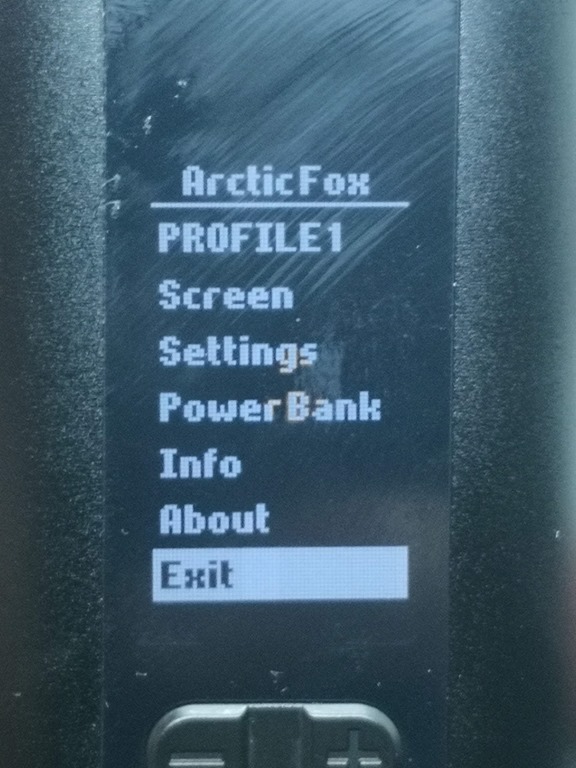 ArcticFox
PROFILE1
Screen
Settings
PowerBank
Info
About
Exit